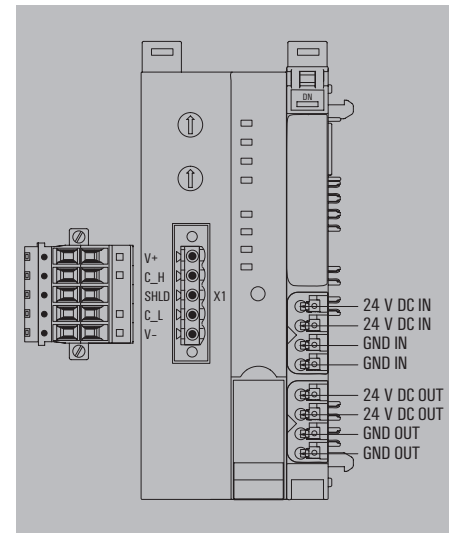 DN
V+
C_H
SHLD X1
C_L
V-
24 V DC IN
24 V DC IN
GND IN
GND IN
24 V DC OUT
24 V DC OUT
GND OUT
GND OUT